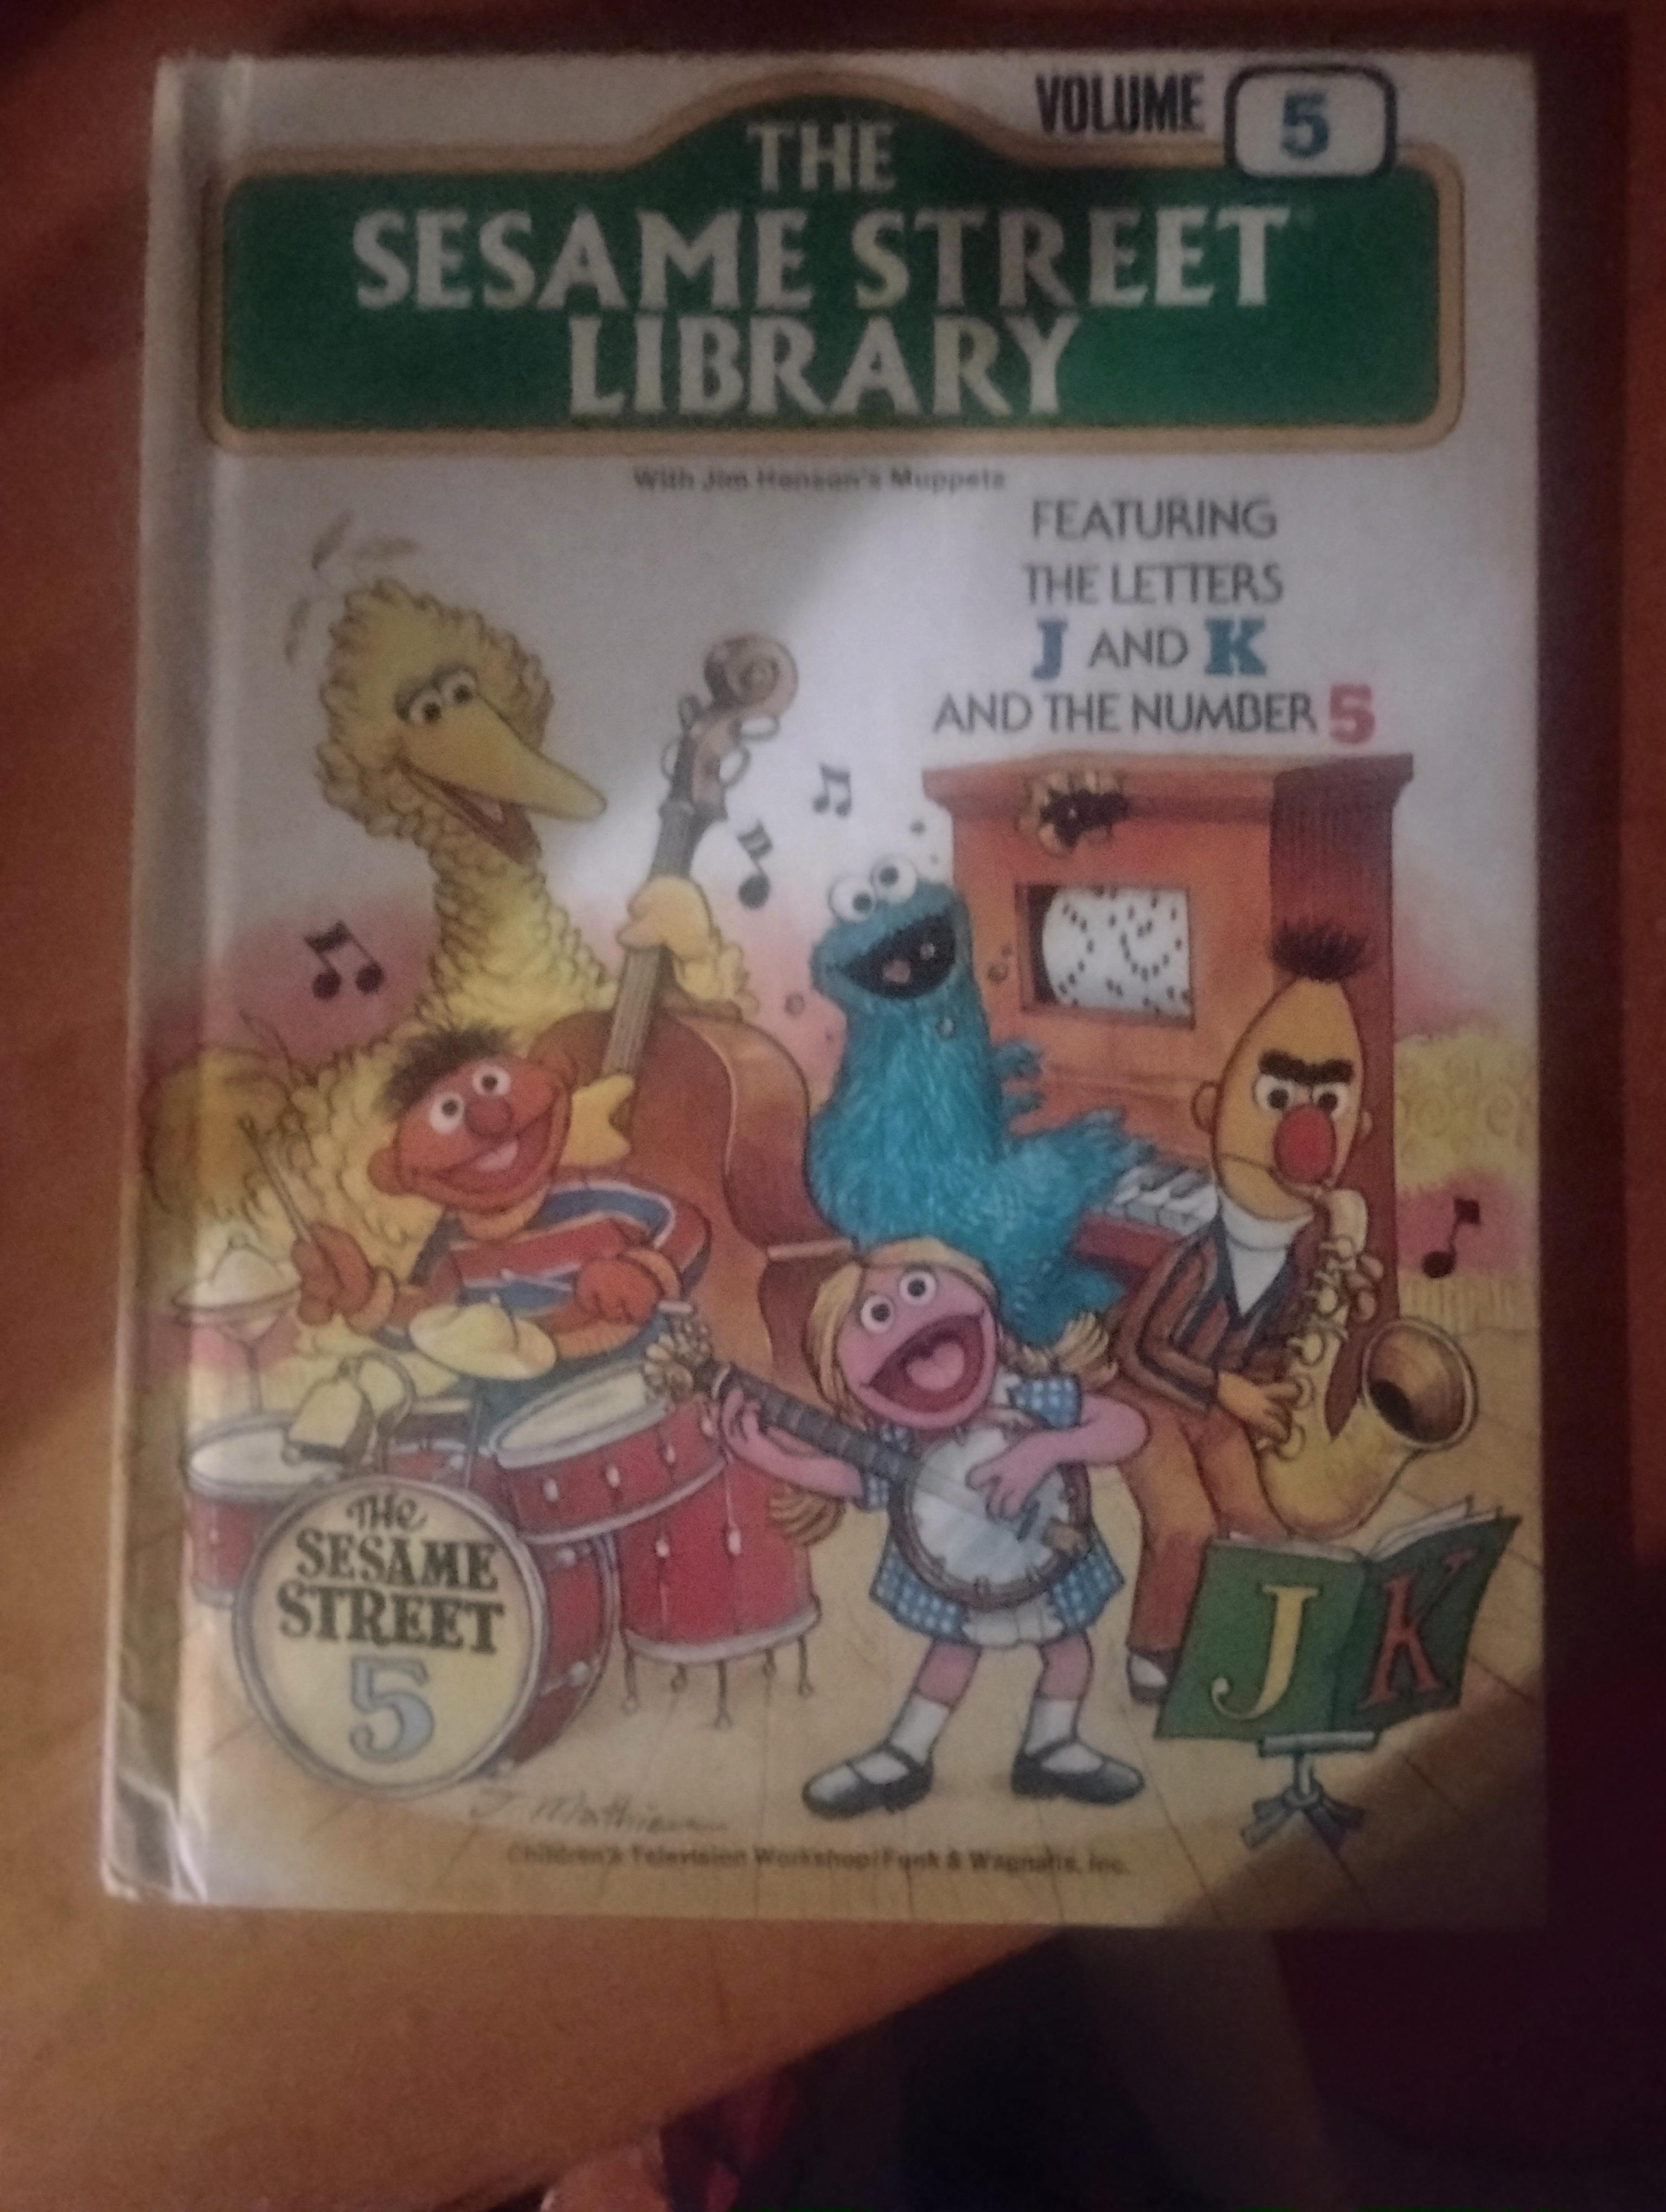 VOLUME 5
THE
SESAME STREET
LIBRARY
With Jim Henson's Muppets
FEATURING
THE LETTERS
J AND K
AND THE NUMBER 5
THE
SESAME
STREET
5
J K
J. Mathieu
Children's Television Workshop/Funk & Wagnalls, Inc.